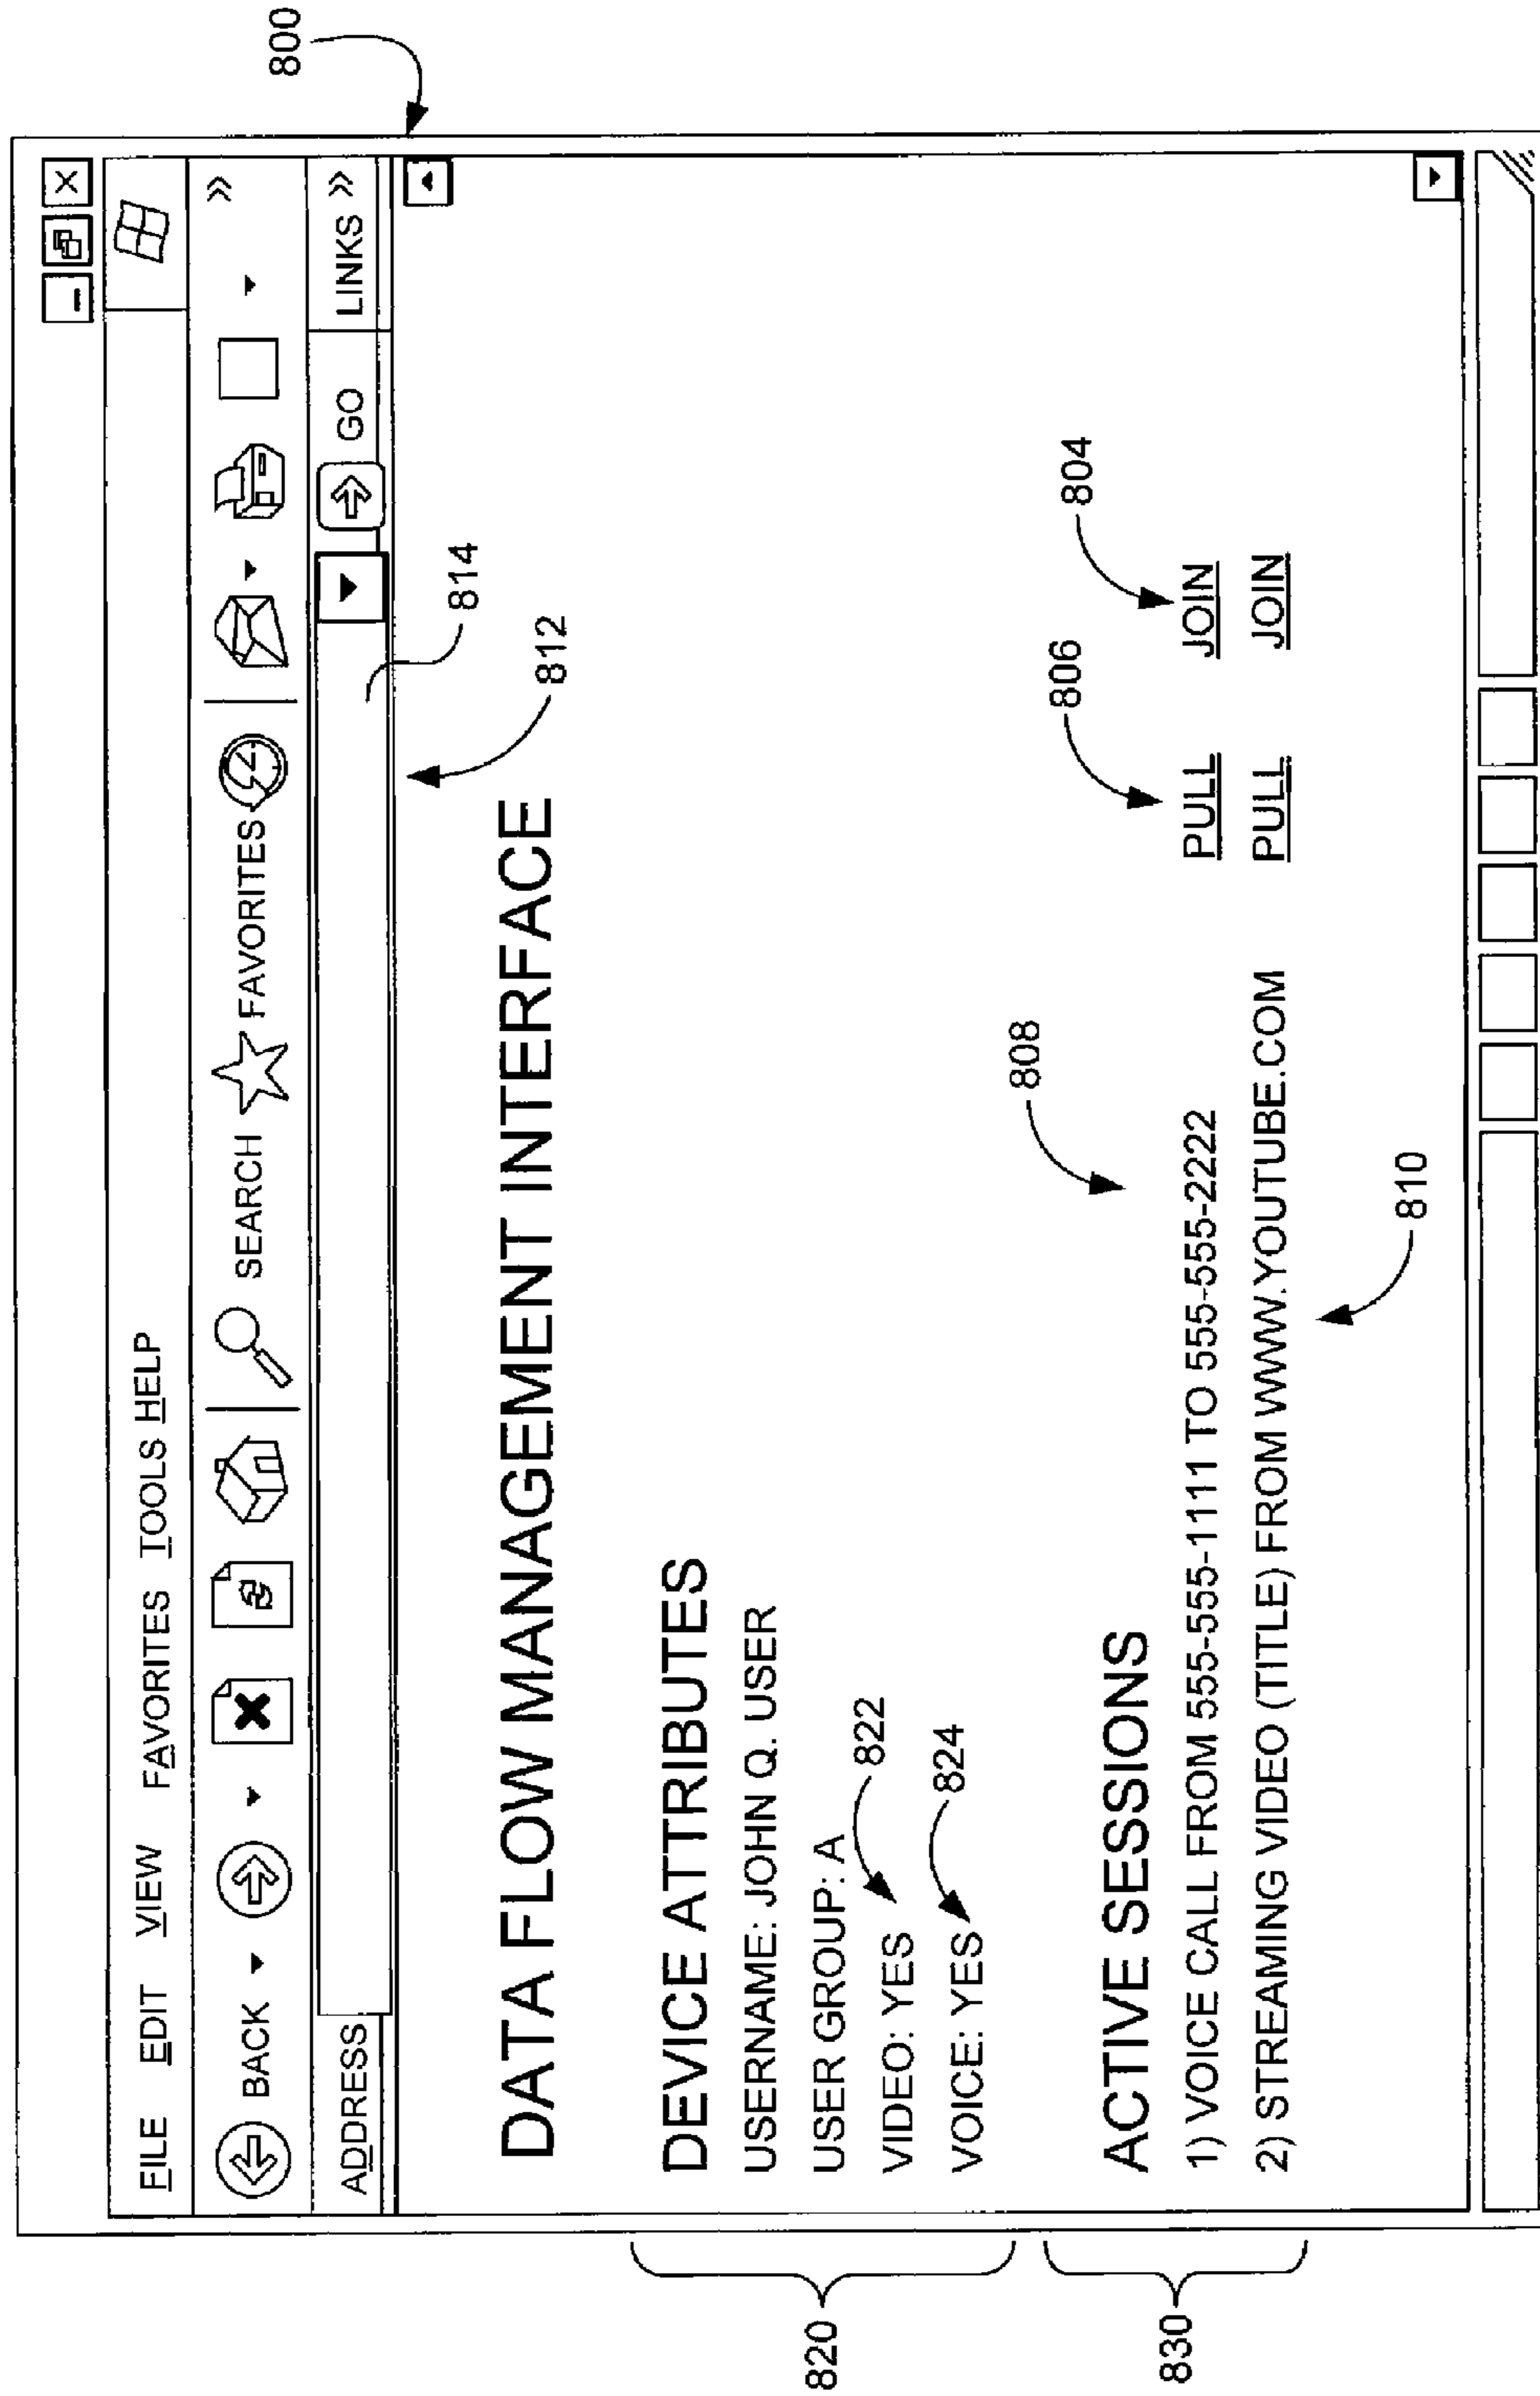 800
FILE EDIT VIEW FAVORITES TOOLS HELP
BACK SEARCH FAVORITES
ADDRESS GO LINKS
814
812
DATA FLOW MANAGEMENT INTERFACE
820
DEVICE ATTRIBUTES
USERNAME: JOHN Q. USER
USER GROUP: A
822
VIDEO: YES
824
VOICE: YES
830
808
806
804
ACTIVE SESSIONS
1) VOICE CALL FROM 555-555-1111 TO 555-555-2222 PULL JOIN
2) STREAMING VIDEO (TITLE) FROM WWW.YOUTUBE.COM PULL JOIN
810